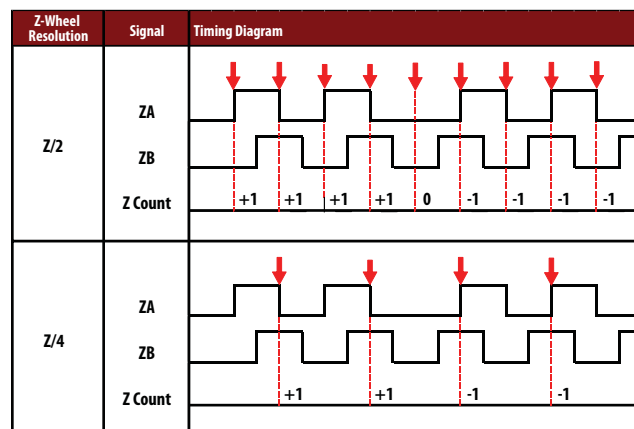 Z-Wheel Resolution Signal Timing Diagram
Z/2
ZA
ZB
Z Count +1 +1 +1 +1 0 -1 -1 -1 -1
Z/4
ZA
ZB
Z Count +1 +1 -1 -1